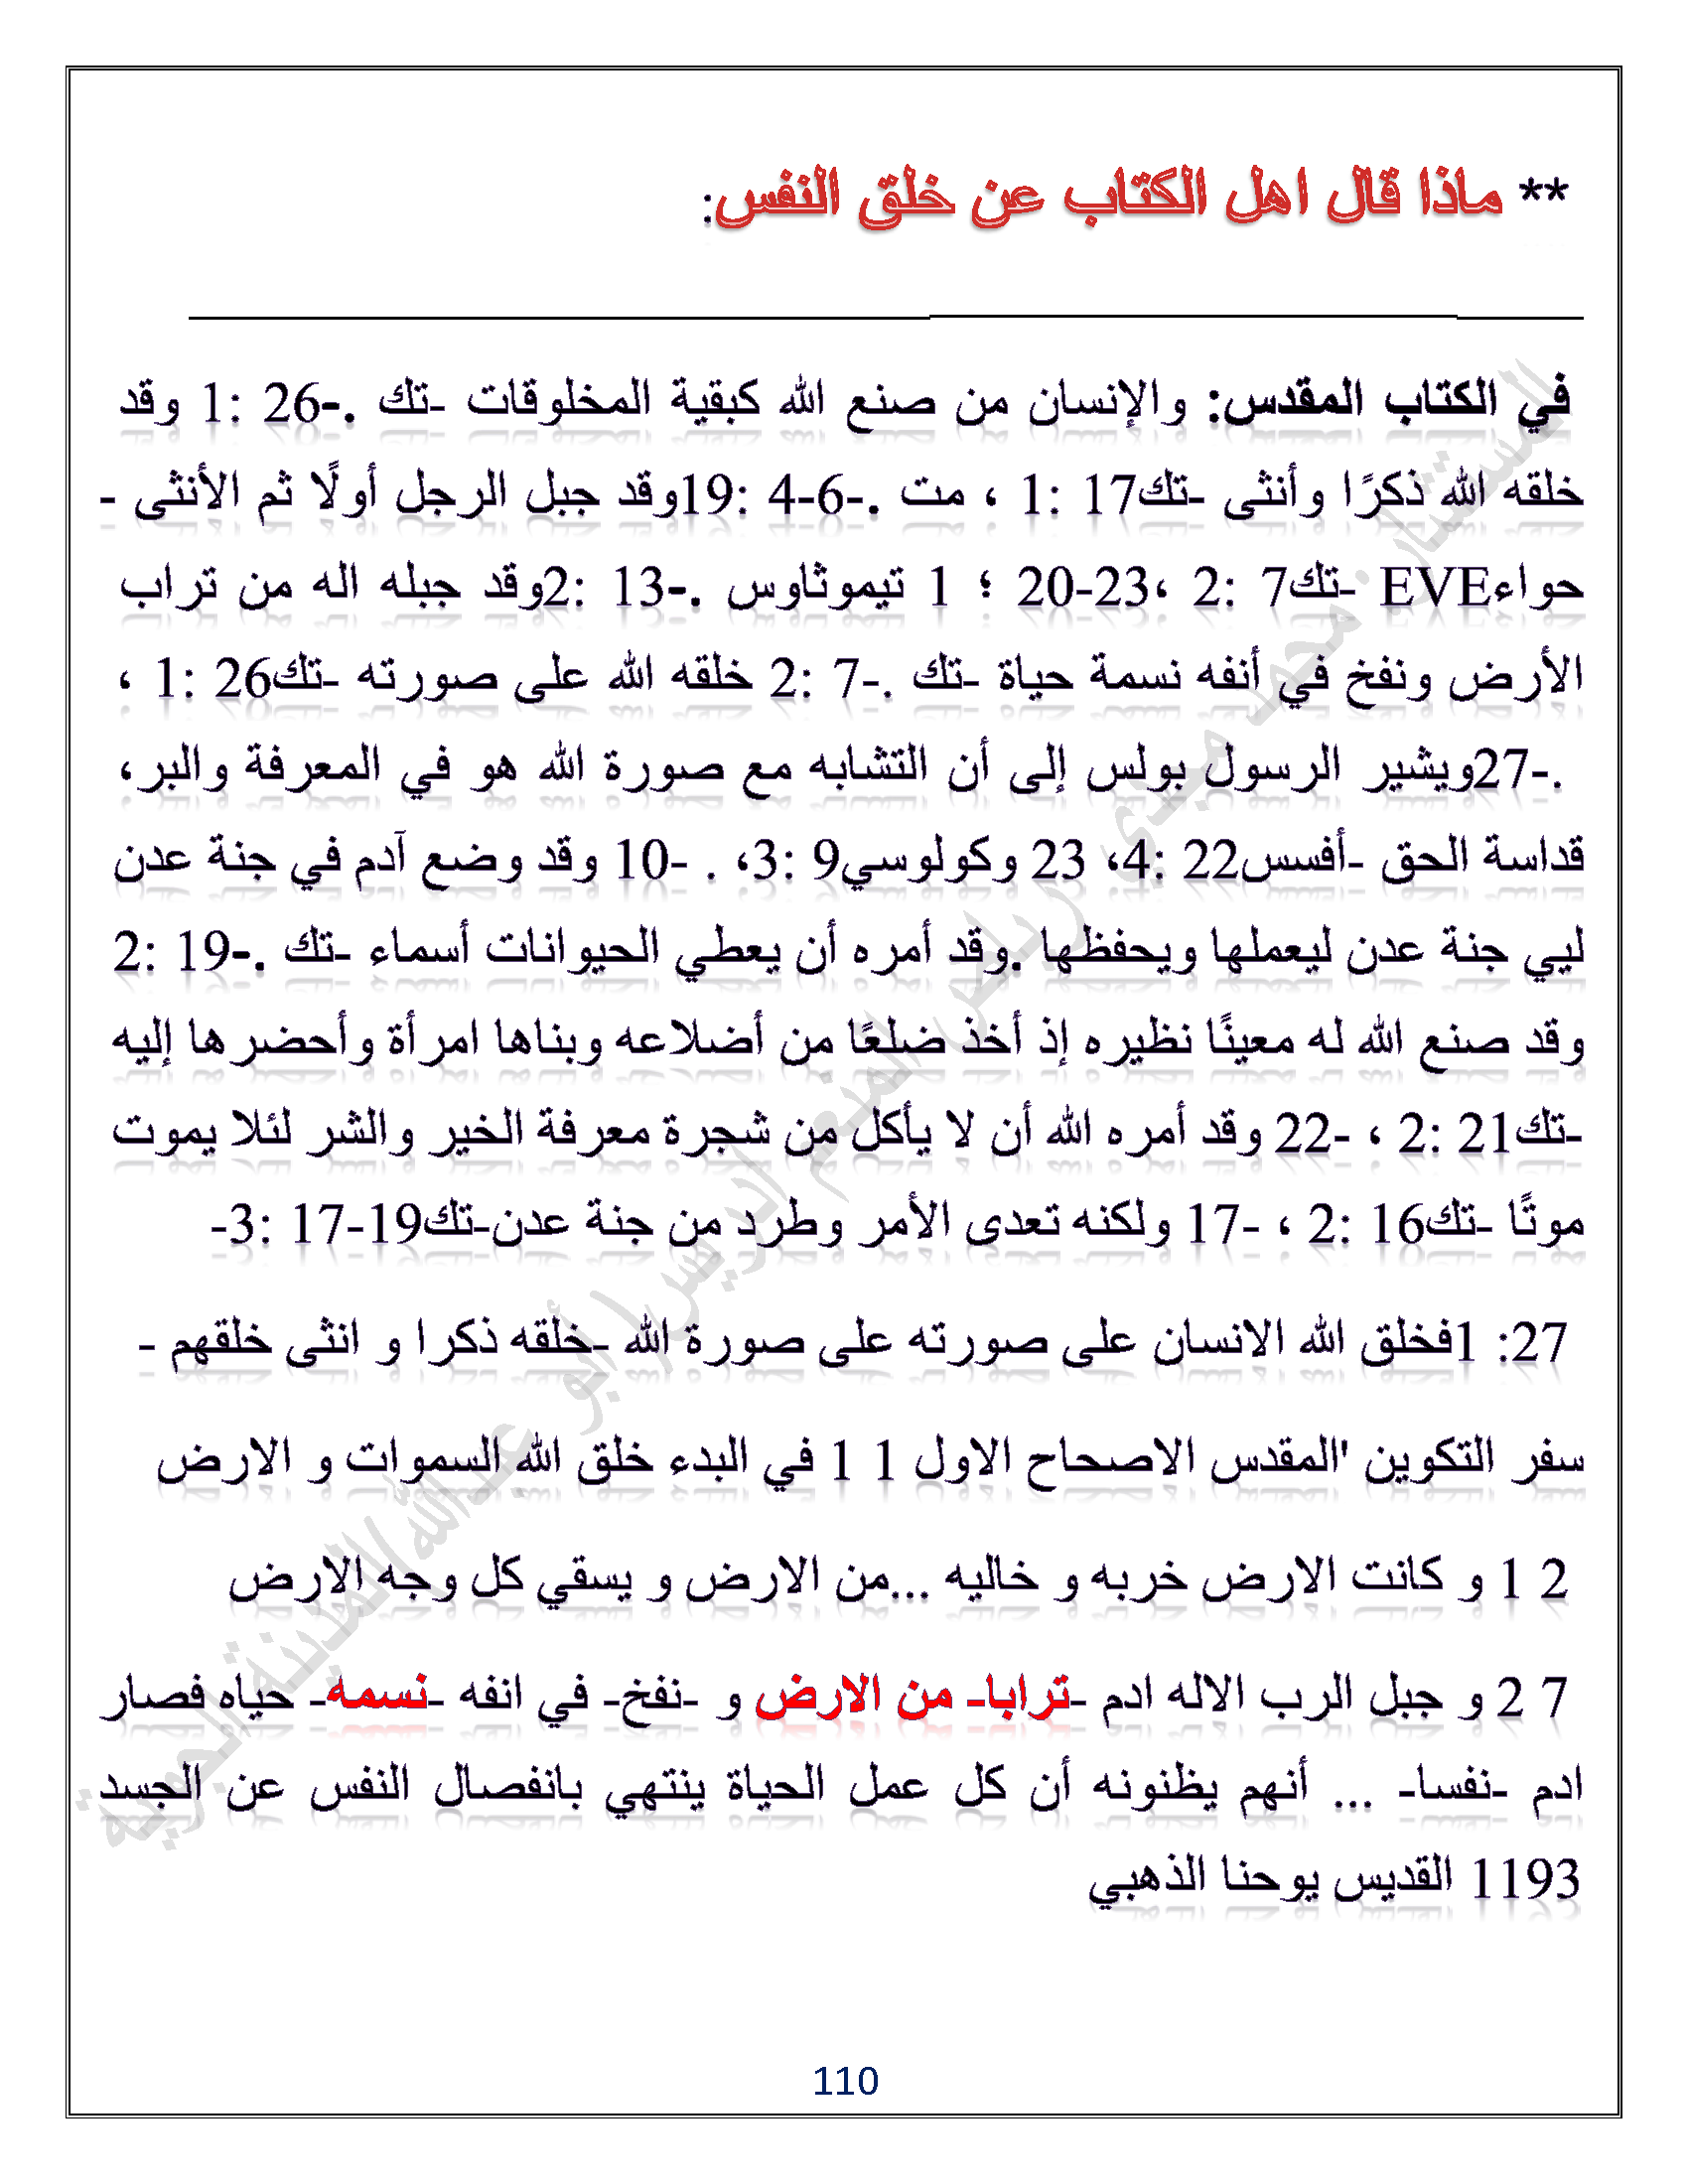 ** ماذا قال اهل الكتاب عن خلق النفس:
في الكتاب المقدس: والإنسان من صنع الله كبقية المخلوقات -تك .-26 :1 وقد
خلقه الله ذكرًا وأنثى -تك17 :1 ، مت .-6-4 :19وقد جبل الرجل أولًا ثم الأنثى -
حواءEVE -تك7 :2 ،23-20 ؛ 1 تيموثاوس .-13 :2وقد جبله اله من تراب
الأرض ونفخ في أنفه نسمة حياة -تك .-7 :2 خلقه الله على صورته -تك26 :1 ،
.-27ويشير الرسول بولس إلى أن التشابه مع صورة الله هو في المعرفة والبر،
قداسة الحق -أفسس22 :4، 23 وكولوسي9 :3، . -10 وقد وضع آدم في جنة عدن
ليي جنة عدن ليعملها ويحفظها .وقد أمره أن يعطي الحيوانات أسماء -تك .-19 :2
وقد صنع الله له معينًا نظيره إذ أخذ ضلعًا من أضلاعه وبناها امرأة وأحضرها إليه
-تك21 :2 ، -22 وقد أمره الله أن لا يأكل من شجرة معرفة الخير والشر لئلا يموت
موتًا -تك16 :2 ، -17 ولكنه تعدى الأمر وطرد من جنة عدن-تك19-17 :3-
27: 1فخلق الله الانسان على صورته على صورة الله -خلقه ذكرا و انثى خلقهم -
سفر التكوين 'المقدس الاصحاح الاول 1 1 في البدء خلق الله السموات و الارض
2 1 و كانت الارض خربه و خاليه ...من الارض و يسقي كل وجه الارض
7 2 و جبل الرب الاله ادم -ترابا- من الارض و -نفخ- في انفه -نسمه- حياه فصار
ادم -نفسا- ... أنهم يظنونه أن كل عمل الحياة ينتهي بانفصال النفس عن الجسد
1193 القديس يوحنا الذهبي
المستشار. محمد مجدي رياض المنعم الدريس( أبو عبدالله)المدينة الجورية
110